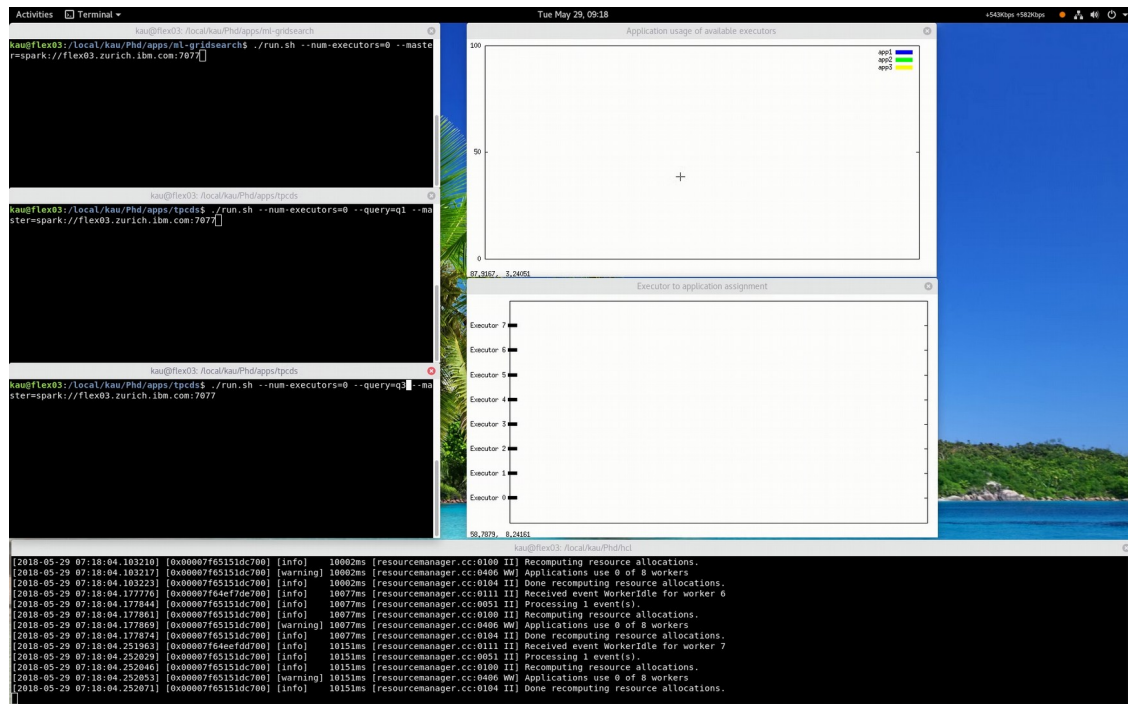 Activities Terminal Tue May 29, 09:18 +543Kbps +582Kbps
kau@flex03: /local/kau/Phd/apps/ml-gridsearch
kau@flex03:/local/kau/Phd/apps/ml-gridsearch$ ./run.sh --num-executors=0 --maste
r=spark://flex03.zurich.ibm.com:7077
kau@flex03: /local/kau/Phd/apps/tpcds
kau@flex03:/local/kau/Phd/apps/tpcds$ ./run.sh --num-executors=0 --query=q1 --ma
ster=spark://flex03.zurich.ibm.com:7077
kau@flex03: /local/kau/Phd/apps/tpcds
kau@flex03:/local/kau/Phd/apps/tpcds$ ./run.sh --num-executors=0 --query=q3 --ma
ster=spark://flex03.zurich.ibm.com:7077
Application usage of available executors
100
app1
app2
app3
50
0
87.9167, 3.24051
Executor to application assignment
Executor 7
Executor 6
Executor 5
Executor 4
Executor 3
Executor 2
Executor 1
Executor 0
58.7879, 8.24161
kau@flex03: /local/kau/Phd/hcl
[2018-05-29 07:18:04.103210] [0x00007f65151dc700] [info] 10002ms [resourcemanager.cc:0100 II] Recomputing resource allocations.
[2018-05-29 07:18:04.103217] [0x00007f65151dc700] [warning] 10002ms [resourcemanager.cc:0406 WW] Applications use 0 of 8 workers
[2018-05-29 07:18:04.103223] [0x00007f65151dc700] [info] 10002ms [resourcemanager.cc:0104 II] Done recomputing resource allocations.
[2018-05-29 07:18:04.177776] [0x00007f64ef7de700] [info] 10077ms [resourcemanager.cc:0111 II] Received event WorkerIdle for worker 6
[2018-05-29 07:18:04.177844] [0x00007f65151dc700] [info] 10077ms [resourcemanager.cc:0051 II] Processing 1 event(s).
[2018-05-29 07:18:04.177861] [0x00007f65151dc700] [info] 10077ms [resourcemanager.cc:0100 II] Recomputing resource allocations.
[2018-05-29 07:18:04.177869] [0x00007f65151dc700] [warning] 10077ms [resourcemanager.cc:0406 WW] Applications use 0 of 8 workers
[2018-05-29 07:18:04.177874] [0x00007f65151dc700] [info] 10077ms [resourcemanager.cc:0104 II] Done recomputing resource allocations.
[2018-05-29 07:18:04.251963] [0x00007f64eefdd700] [info] 10151ms [resourcemanager.cc:0111 II] Received event WorkerIdle for worker 7
[2018-05-29 07:18:04.252029] [0x00007f65151dc700] [info] 10151ms [resourcemanager.cc:0051 II] Processing 1 event(s).
[2018-05-29 07:18:04.252046] [0x00007f65151dc700] [info] 10151ms [resourcemanager.cc:0100 II] Recomputing resource allocations.
[2018-05-29 07:18:04.252053] [0x00007f65151dc700] [warning] 10151ms [resourcemanager.cc:0406 WW] Applications use 0 of 8 workers
[2018-05-29 07:18:04.252071] [0x00007f65151dc700] [info] 10151ms [resourcemanager.cc:0104 II] Done recomputing resource allocations.